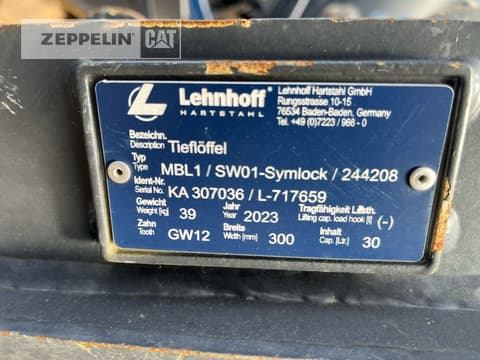 ZEPPELIN CAT
Lehnhoff
HARTSTAHL
Lehnhoff Hartstahl GmbH
Rungsstrasse 10-15
76534 Baden-Baden, Germany
Tel. +49 (0)7223 / 966 - 0
Bezeichn.
Description Tieflöffel
Typ
Type MBL1 / SW01-Symlock / 244208
Ident-Nr.
Serial No. KA 307036 / L-717659
Gewicht
Weight [kg] 39 Jahr
Year 2023 Tragfähigkeit Listh.
Lifting cap. load hook [t] (-)
Zahn
Tooth GW12 Breite
Width [mm] 300 Inhalt
Cap. [Ltr.] 30